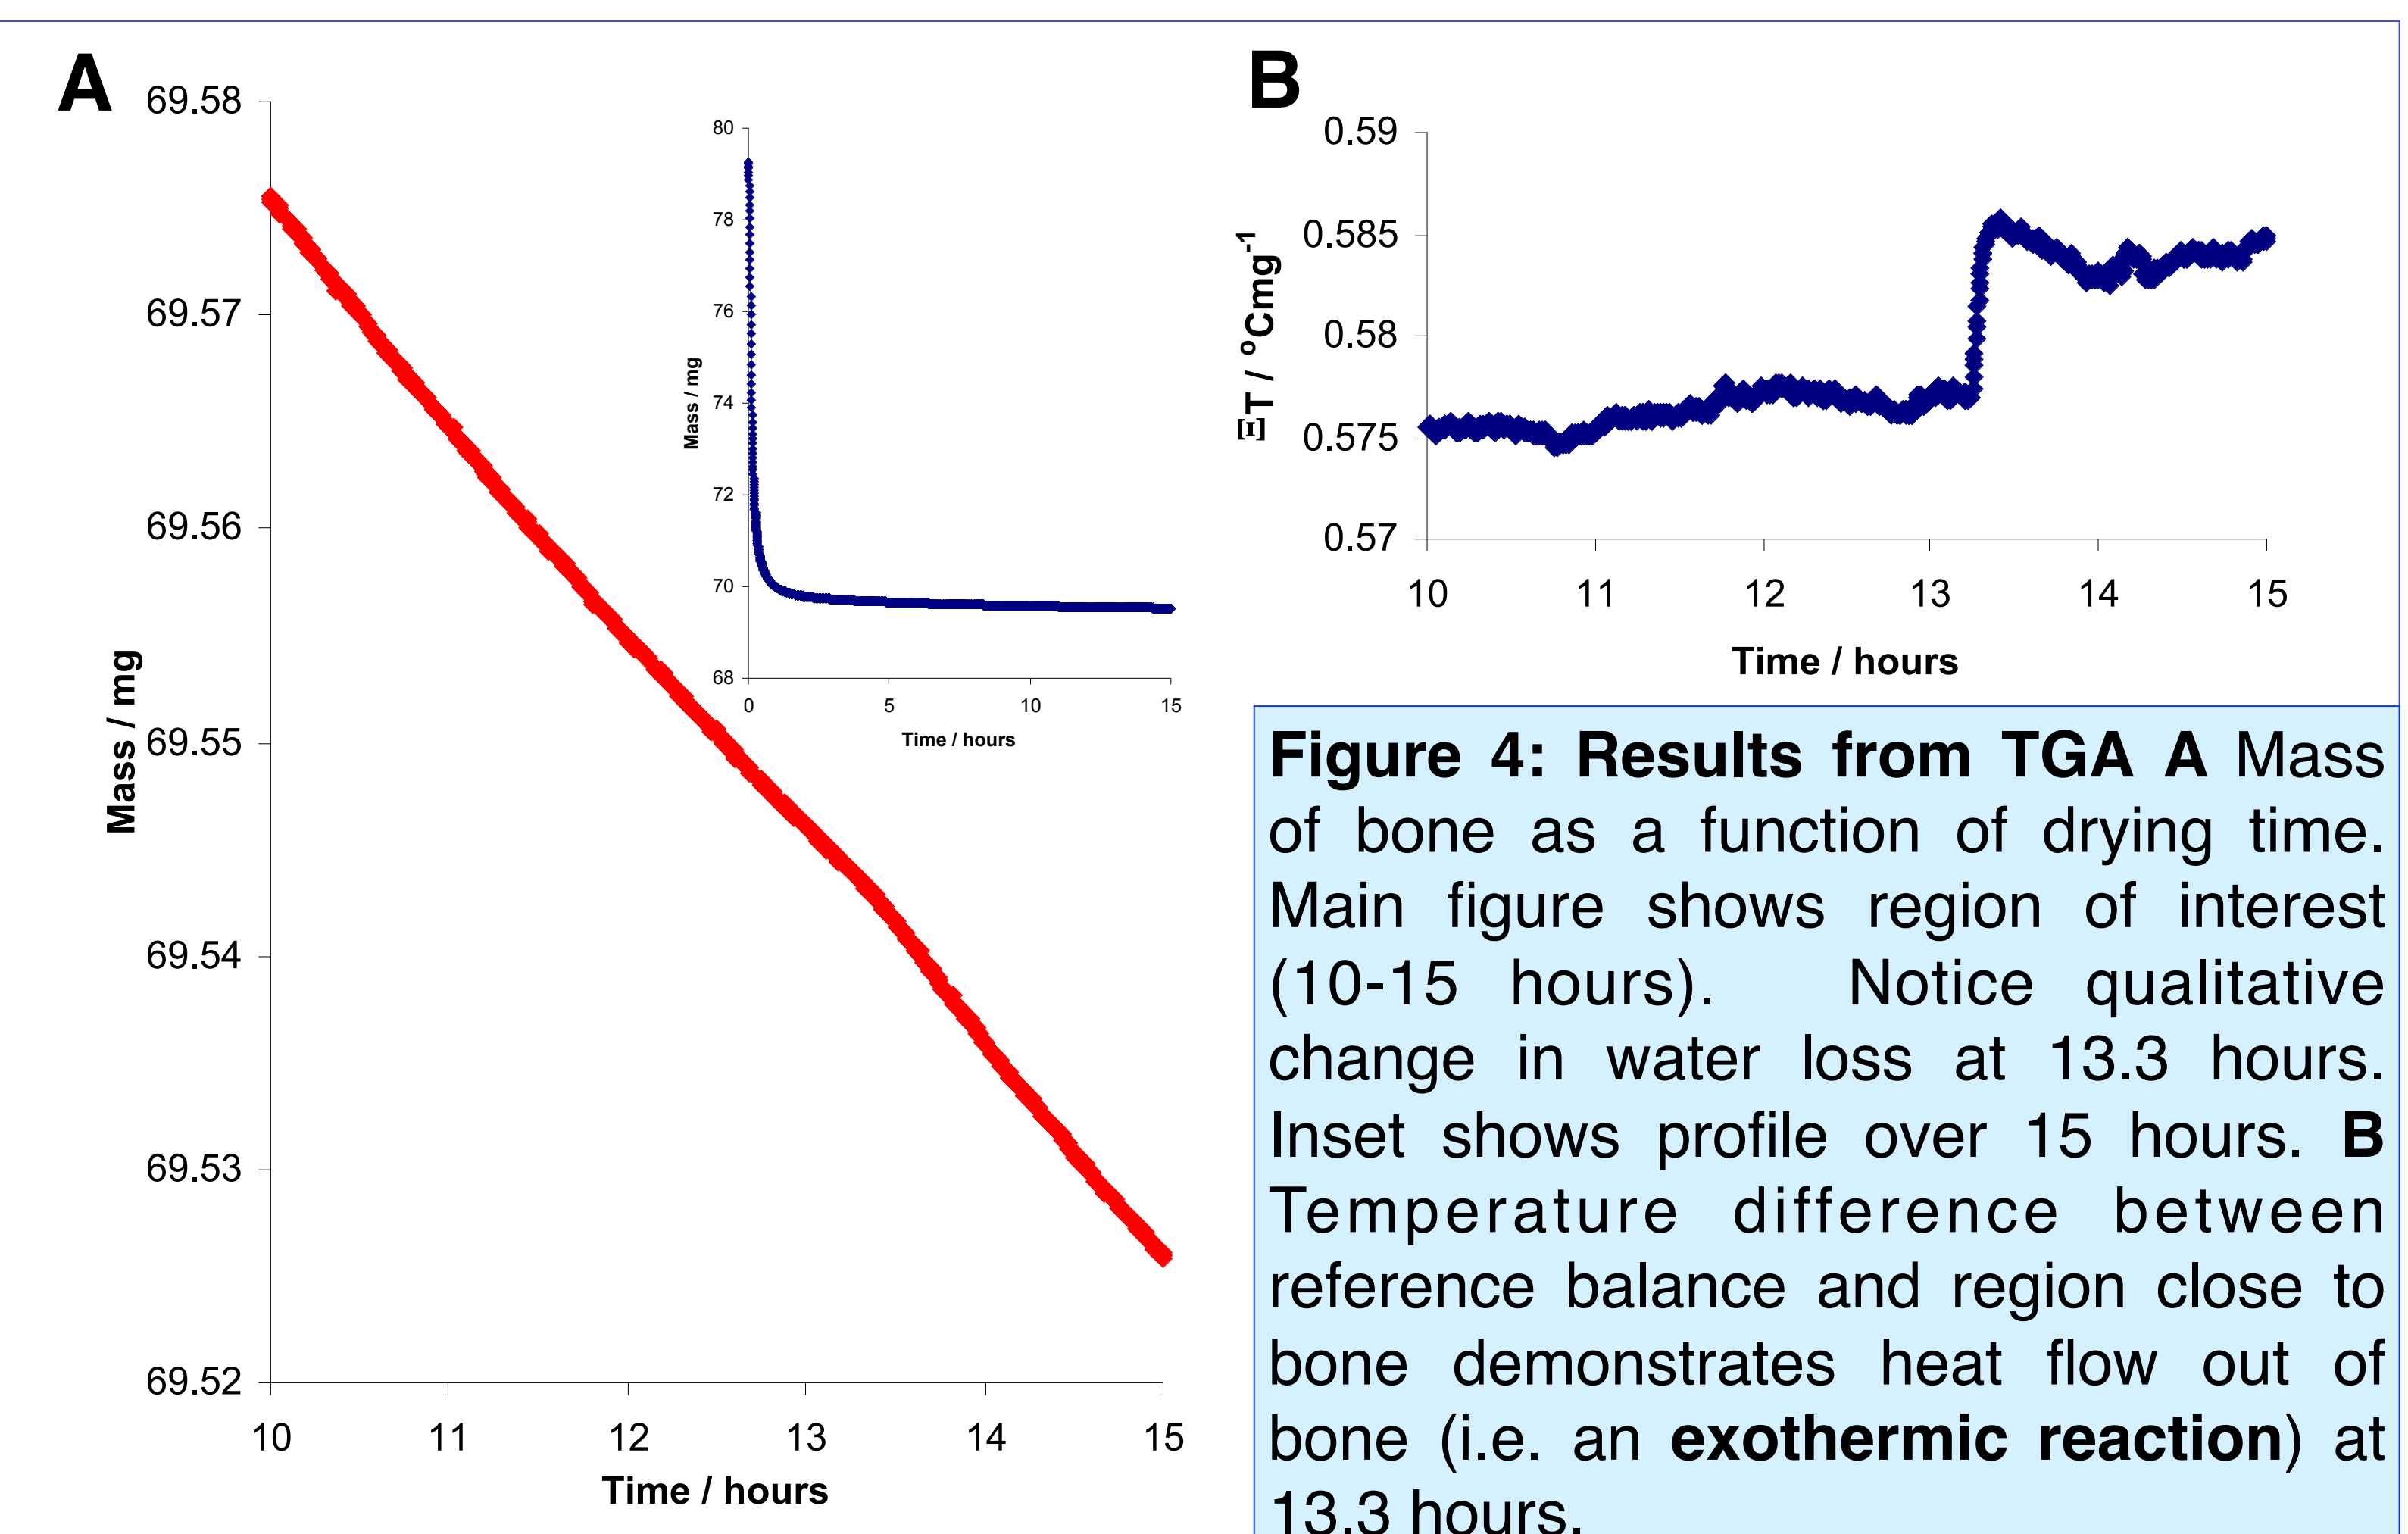 A
69.58
69.57
69.56
69.55
69.54
69.53
69.52
Mass / mg
10 11 12 13 14 15
Time / hours
80
78
76
74
72
70
68
Mass / mg
0 5 10 15
Time / hours
B
0.59
0.585
0.58
0.575
0.57
ΞT / ºCmg-1
10 11 12 13 14 15
Time / hours
Figure 4: Results from TGA A Mass
of bone as a function of drying time.
Main figure shows region of interest
(10-15 hours). Notice qualitative
change in water loss at 13.3 hours.
Inset shows profile over 15 hours. B
Temperature difference between
reference balance and region close to
bone demonstrates heat flow out of
bone (i.e. an exothermic reaction) at
13.3 hours.